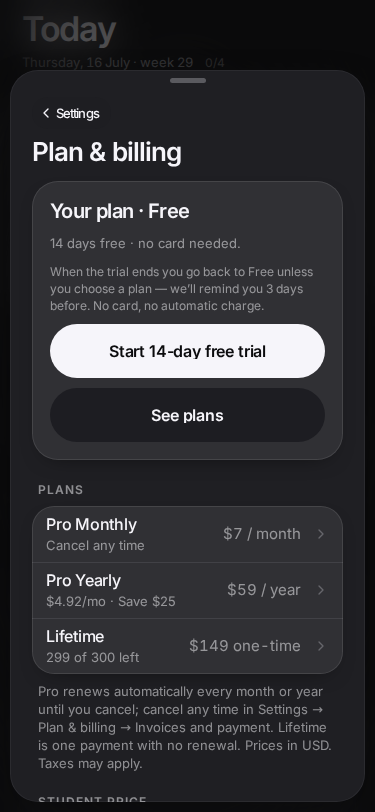 Today
Thursday, 16 July · week 29 0/4
Settings
Plan & billing
Your plan · Free
14 days free · no card needed.
When the trial ends you go back to Free unless
you choose a plan — we’ll remind you 3 days
before. No card, no automatic charge.
Start 14-day free trial
See plans
PLANS
Pro Monthly
$7 / month
Cancel any time
Pro Yearly
$59 / year
$4.92/mo · Save $25
Lifetime
$149 one-time
299 of 300 left
Pro renews automatically every month or year
until you cancel; cancel any time in Settings →
Plan & billing → Invoices and payment. Lifetime
is one payment with no renewal. Prices in USD.
Taxes may apply.
STUDENT PRICE